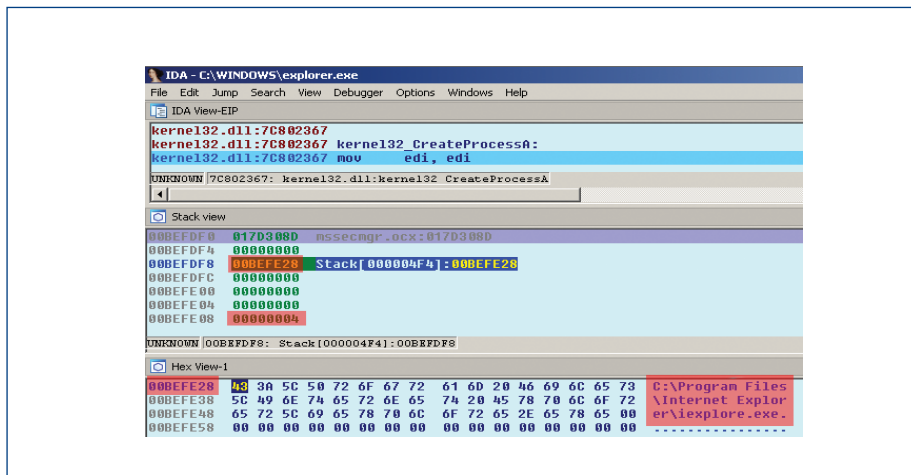 IDA - C:\WINDOWS\explorer.exe
File Edit Jump Search View Debugger Options Windows Help
IDA View-EIP
kernel32.dll:7C802367
kernel32.dll:7C802367 kernel32_CreateProcessA:
kernel32.dll:7C802367 mov edi, edi
UNKNOWN 7C802367: kernel32.dll:kernel32_CreateProcessA
Stack view
00BEFDF0 017D308D mssecmgr.ocx:017D308D
00BEFDF4 00000000
00BEFDF8 00BEFE28 Stack[000004F4]:00BEFE28
00BEFDFC 00000000
00BEFE00 00000000
00BEFE04 00000000
00BEFE08 00000004
UNKNOWN 00BEFDF8: Stack[000004F4]:00BEFDF8
Hex View-1
00BEFE28 43 3A 5C 50 72 6F 67 72 61 6D 20 46 69 6C 65 73 C:\Program Files
00BEFE38 5C 49 6E 74 65 72 6E 65 74 20 45 78 70 6C 6F 72 \Internet Explor
00BEFE48 65 72 5C 69 65 78 70 6C 6F 72 65 2E 65 78 65 00 er\iexplore.exe.
00BEFE58 00 00 00 00 00 00 00 00 00 00 00 00 00 00 00 00 ................